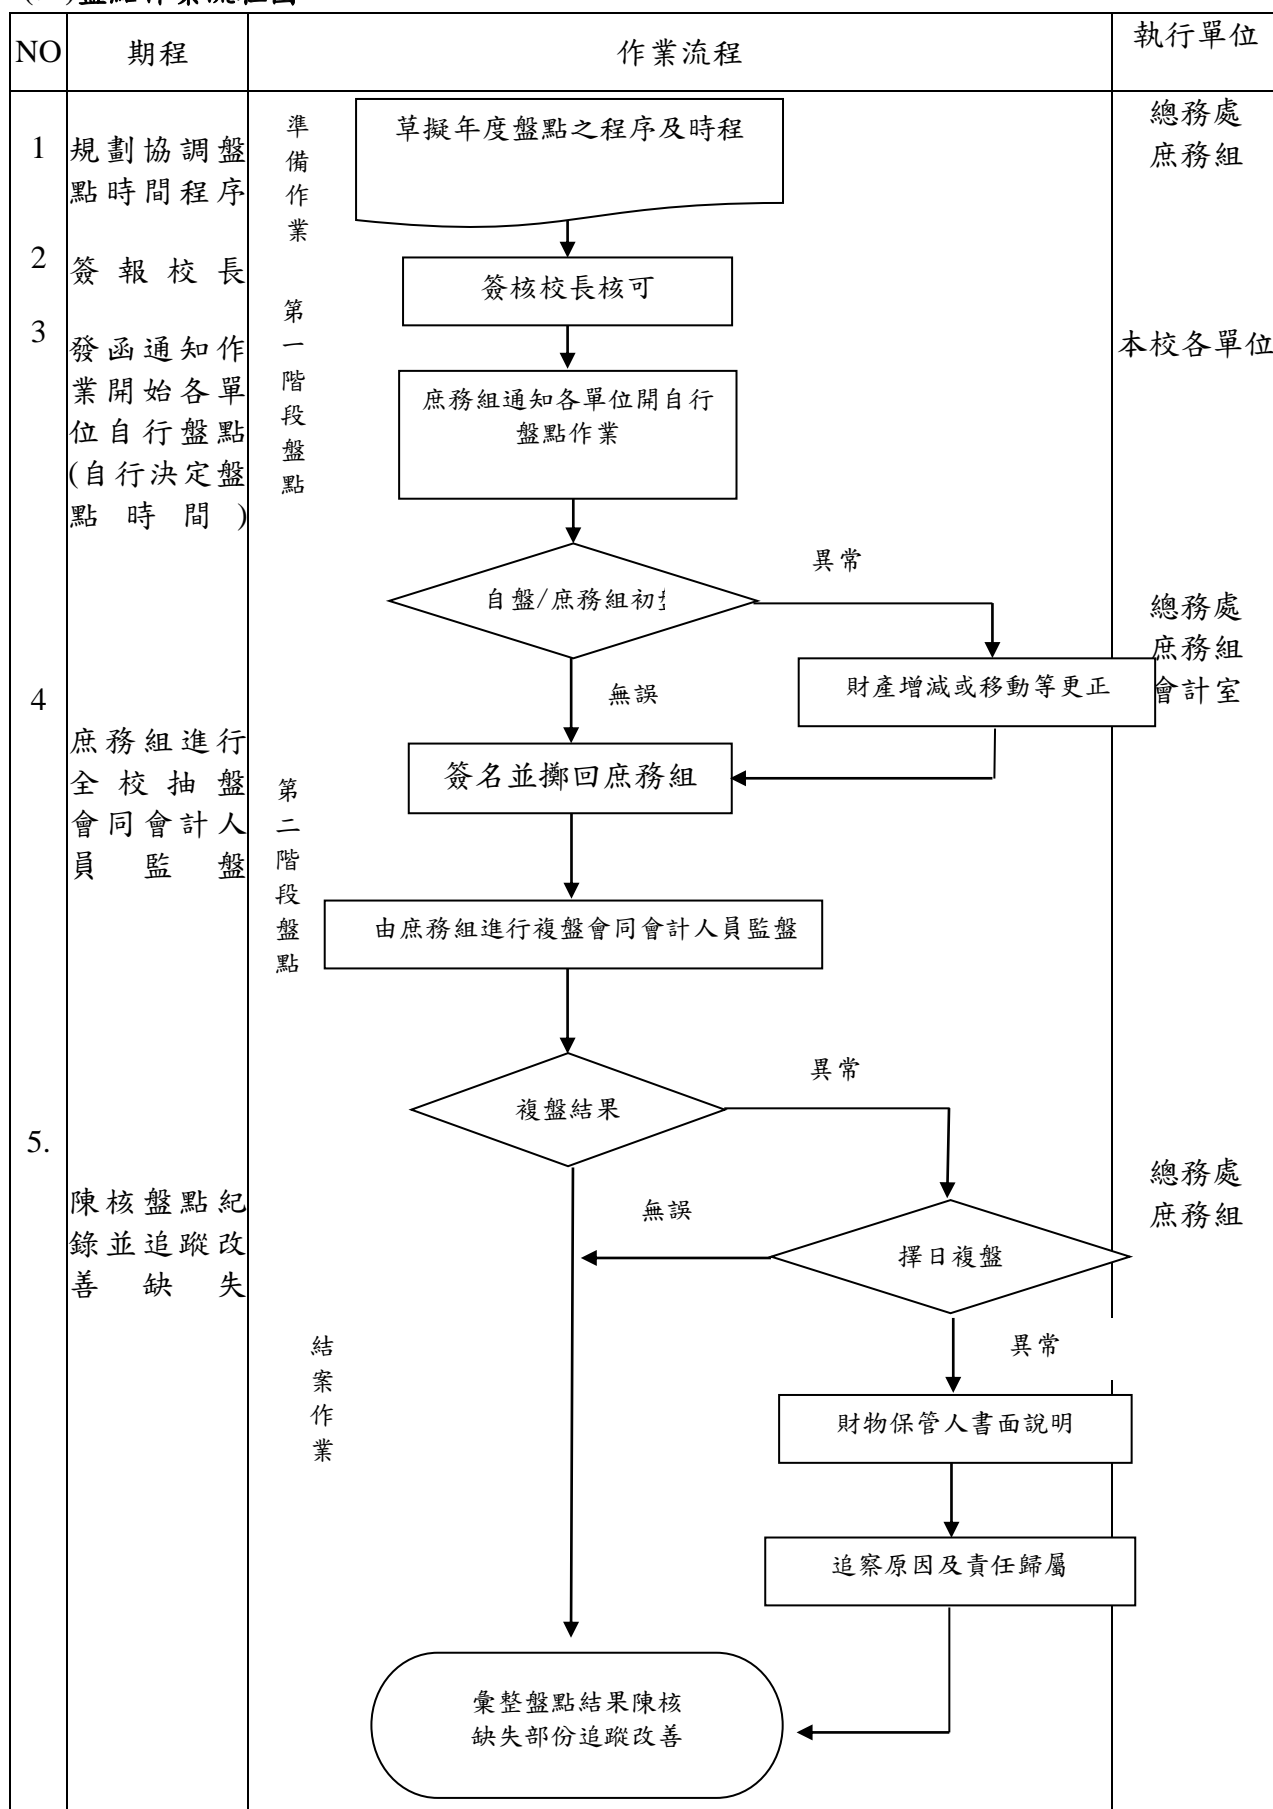 盤點作業流程圖
NO
期程
作業流程
執行單位
1
規劃協調盤
點時間程序
準備作業
草擬年度盤點之程序及時程
總務處
庶務組
2
簽報校長
簽核校長核可
3
發函通知作
業開始各單
位自行盤點
(自行決定盤
點時間)
第一階段盤點
庶務組通知各單位開自行
盤點作業
本校各單位
自盤/庶務組初
異常
無誤
財產增減或移動等更正
總務處
庶務組
會計室
4
庶務組進行
全校抽盤
會同會計人
員監盤
第二階段盤點
簽名並擲回庶務組
由庶務組進行複盤會同會計人員監盤
複盤結果
異常
5.
陳核盤點紀
錄並追蹤改
善缺失
無誤
擇日複盤
總務處
庶務組
異常
結案作業
財物保管人書面說明
追察原因及責任歸屬
彙整盤點結果陳核
缺失部份追蹤改善